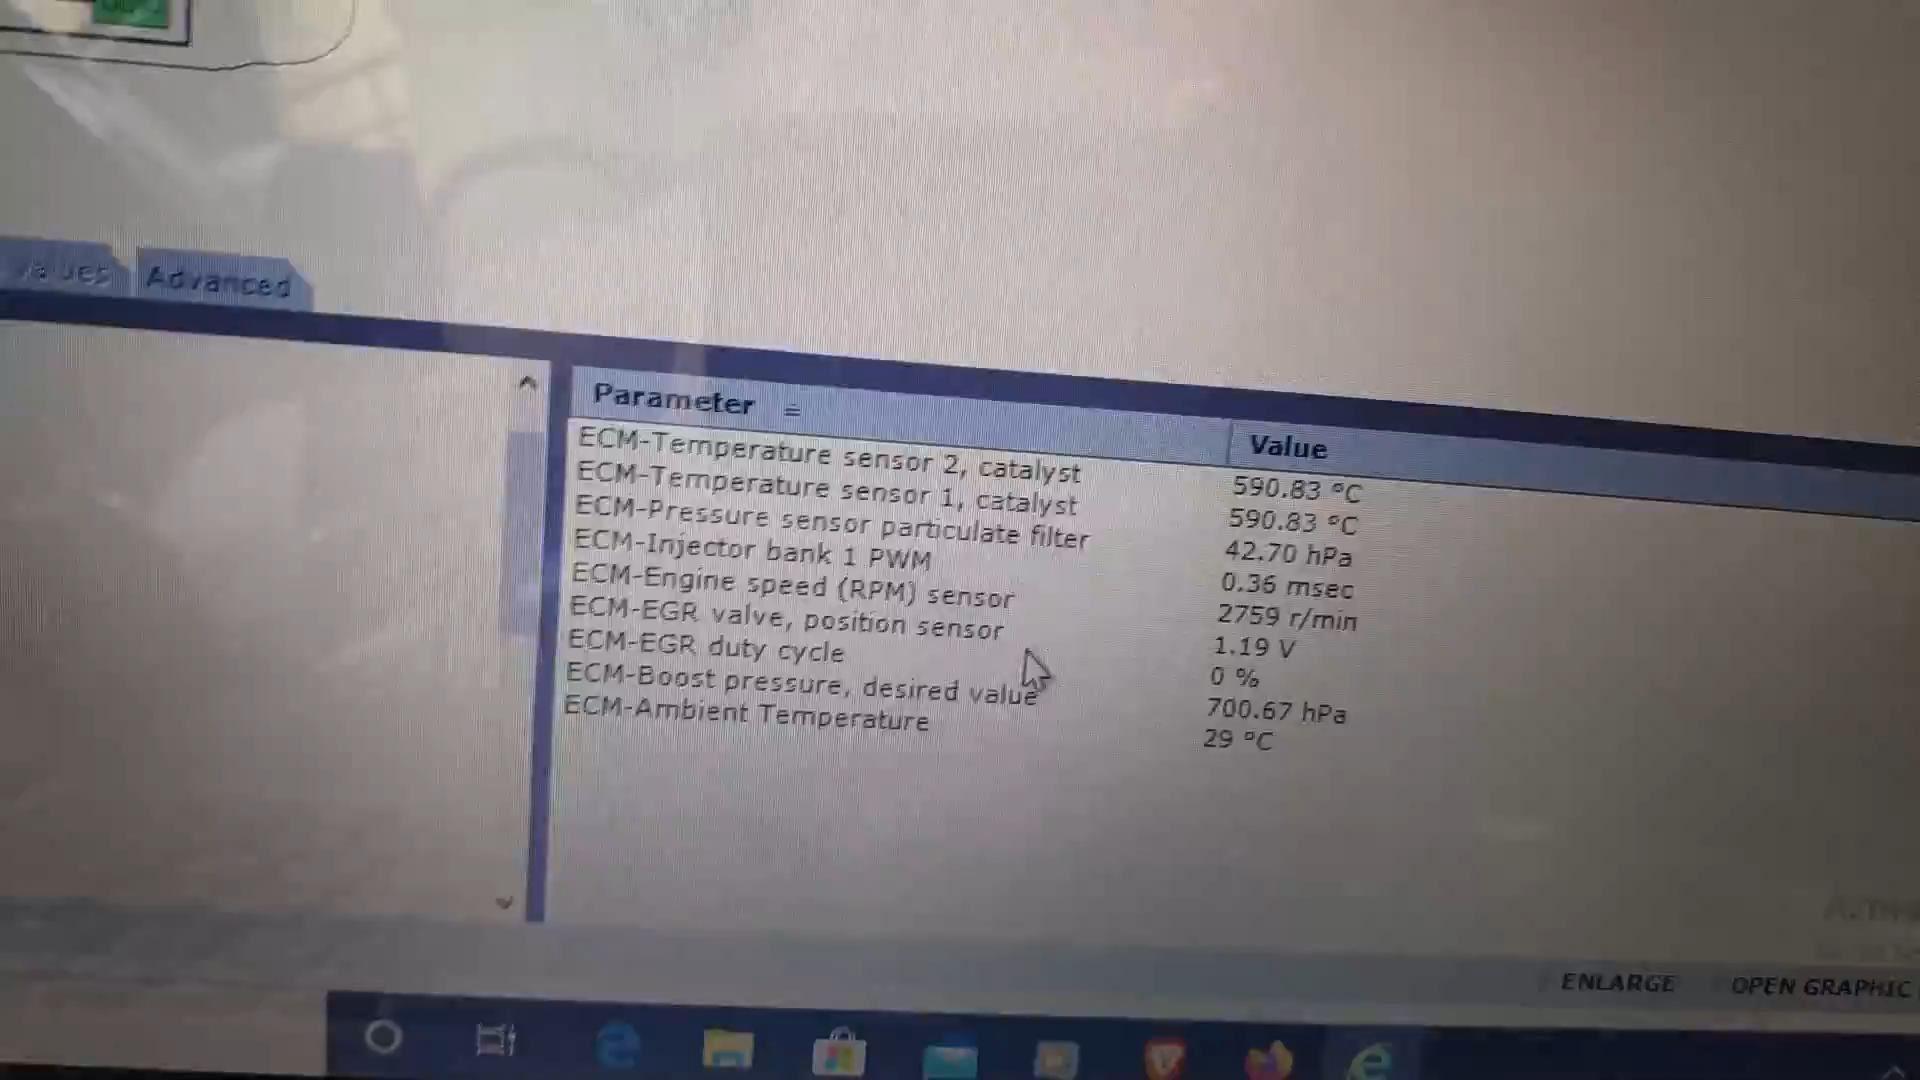 Values Advanced
Parameter = Value
ECM-Temperature sensor 2, catalyst 590.83 °C
ECM-Temperature sensor 1, catalyst 590.83 °C
ECM-Pressure sensor particulate filter 42.70 hPa
ECM-Injector bank 1 PWM 0.36 msec
ECM-Engine speed (RPM) sensor 2759 r/min
ECM-EGR valve, position sensor 1.19 V
ECM-EGR duty cycle 0 %
ECM-Boost pressure, desired value 700.67 hPa
ECM-Ambient Temperature 29 °C
ENLARGE OPEN GRAPHIC